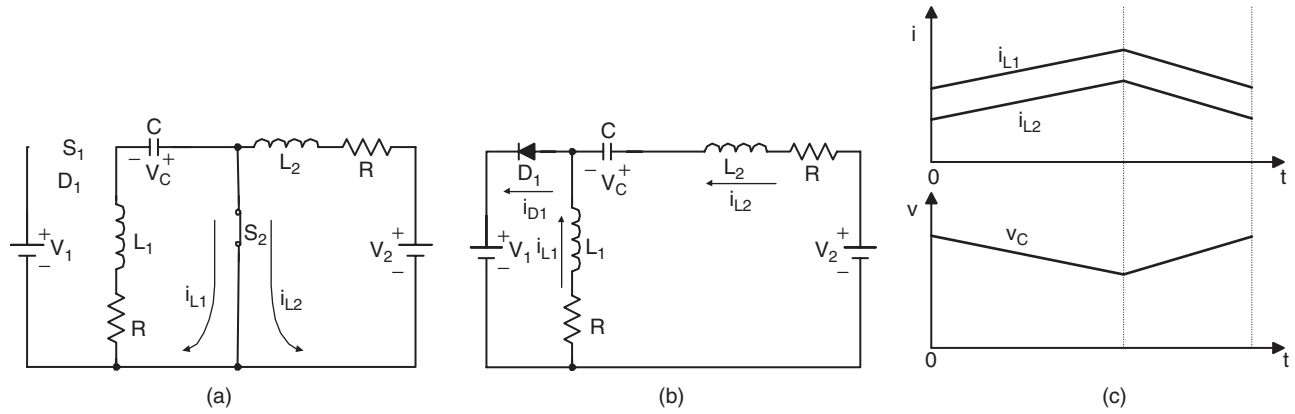 S1
D1
C
− VC +
L2
R
+
V1
−
L1
R
S2
iL1
iL2
V2
+
−
(a)
D1
iD1
C
− VC +
L2
iL2
R
+
V1
−
iL1
L1
R
V2
+
−
(b)
i
iL1
iL2
0
t
v
vC
0
t
(c)